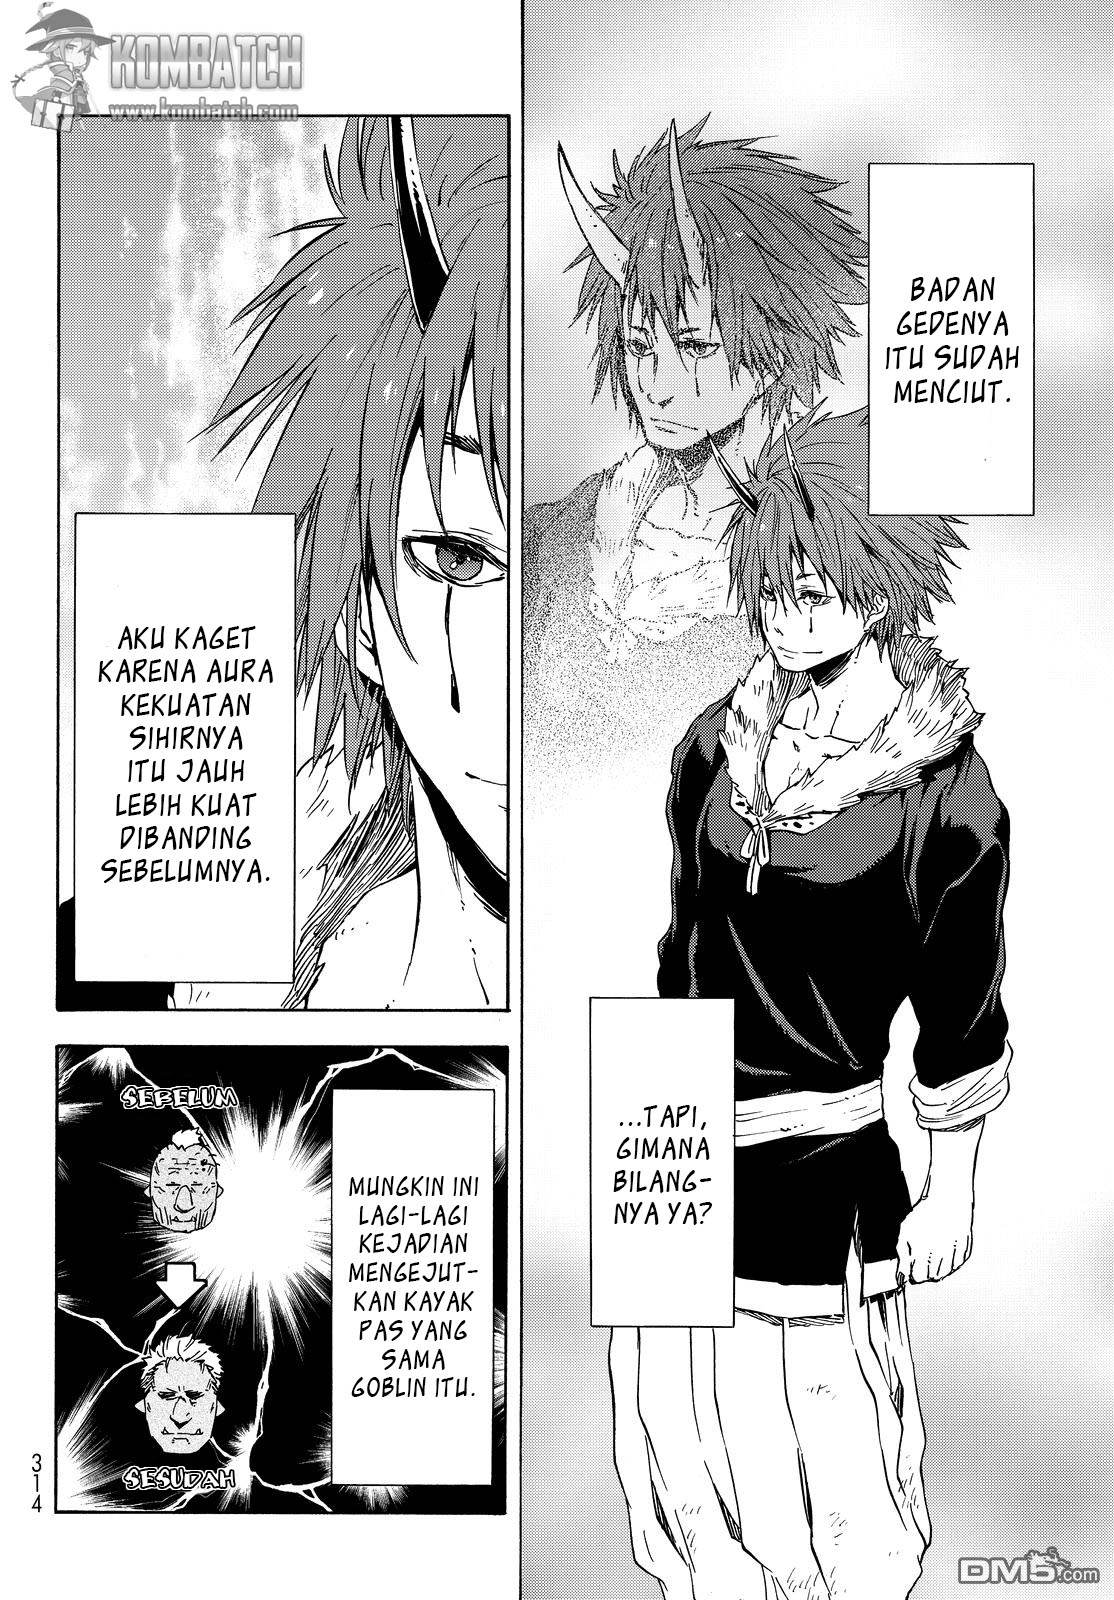 KOMBATCH
www.kombatch.com
BADAN
GEDENYA
ITU SUDAH
MENCIUT.
...TAPI,
GIMANA
BILANG-
NYA YA?
AKU KAGET
KARENA AURA
KEKUATAN
SIHIRNYA
ITU JAUH
LEBIH KUAT
DIBANDING
SEBELUMNYA.
MUNGKIN INI
LAGI-LAGI
KEJADIAN
MENGEJUT-
KAN KAYAK
PAS YANG
SAMA
GOBLIN ITU.
SEBELUM
SESUDAH
314
DM5.com